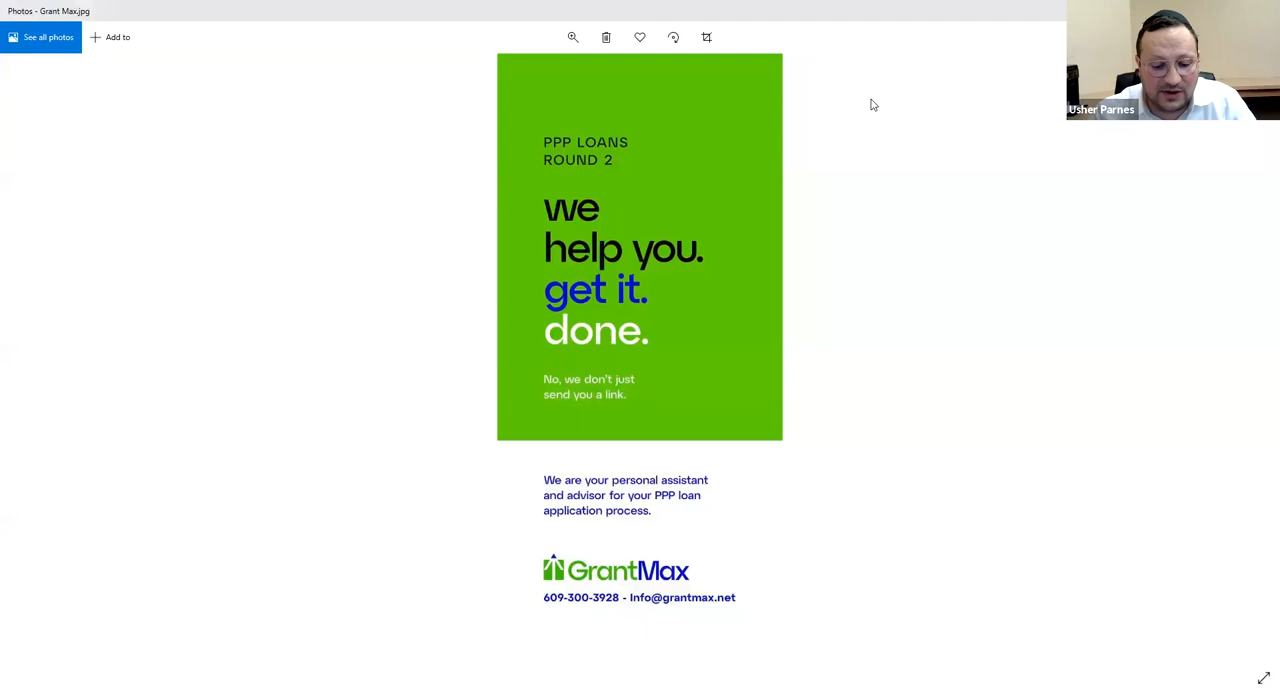 Photos - Grant Max.jpg
See all photos
Add to
Usher Parnes
PPP LOANS
ROUND 2
we
help you.
get it.
done.
No, we don't just
send you a link.
We are your personal assistant
and advisor for your PPP loan
application process.
GrantMax
609-300-3928 - Info@grantmax.net